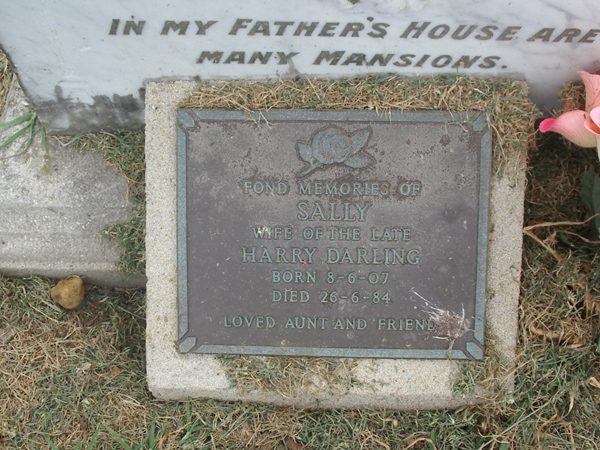 IN MY FATHER'S HOUSE ARE
MANY MANSIONS.
FOND MEMORIES OF
SALLY
WIFE OF THE LATE
HARRY DARLING
BORN 8-6-07
DIED 26-6-84
LOVED AUNT AND FRIEND